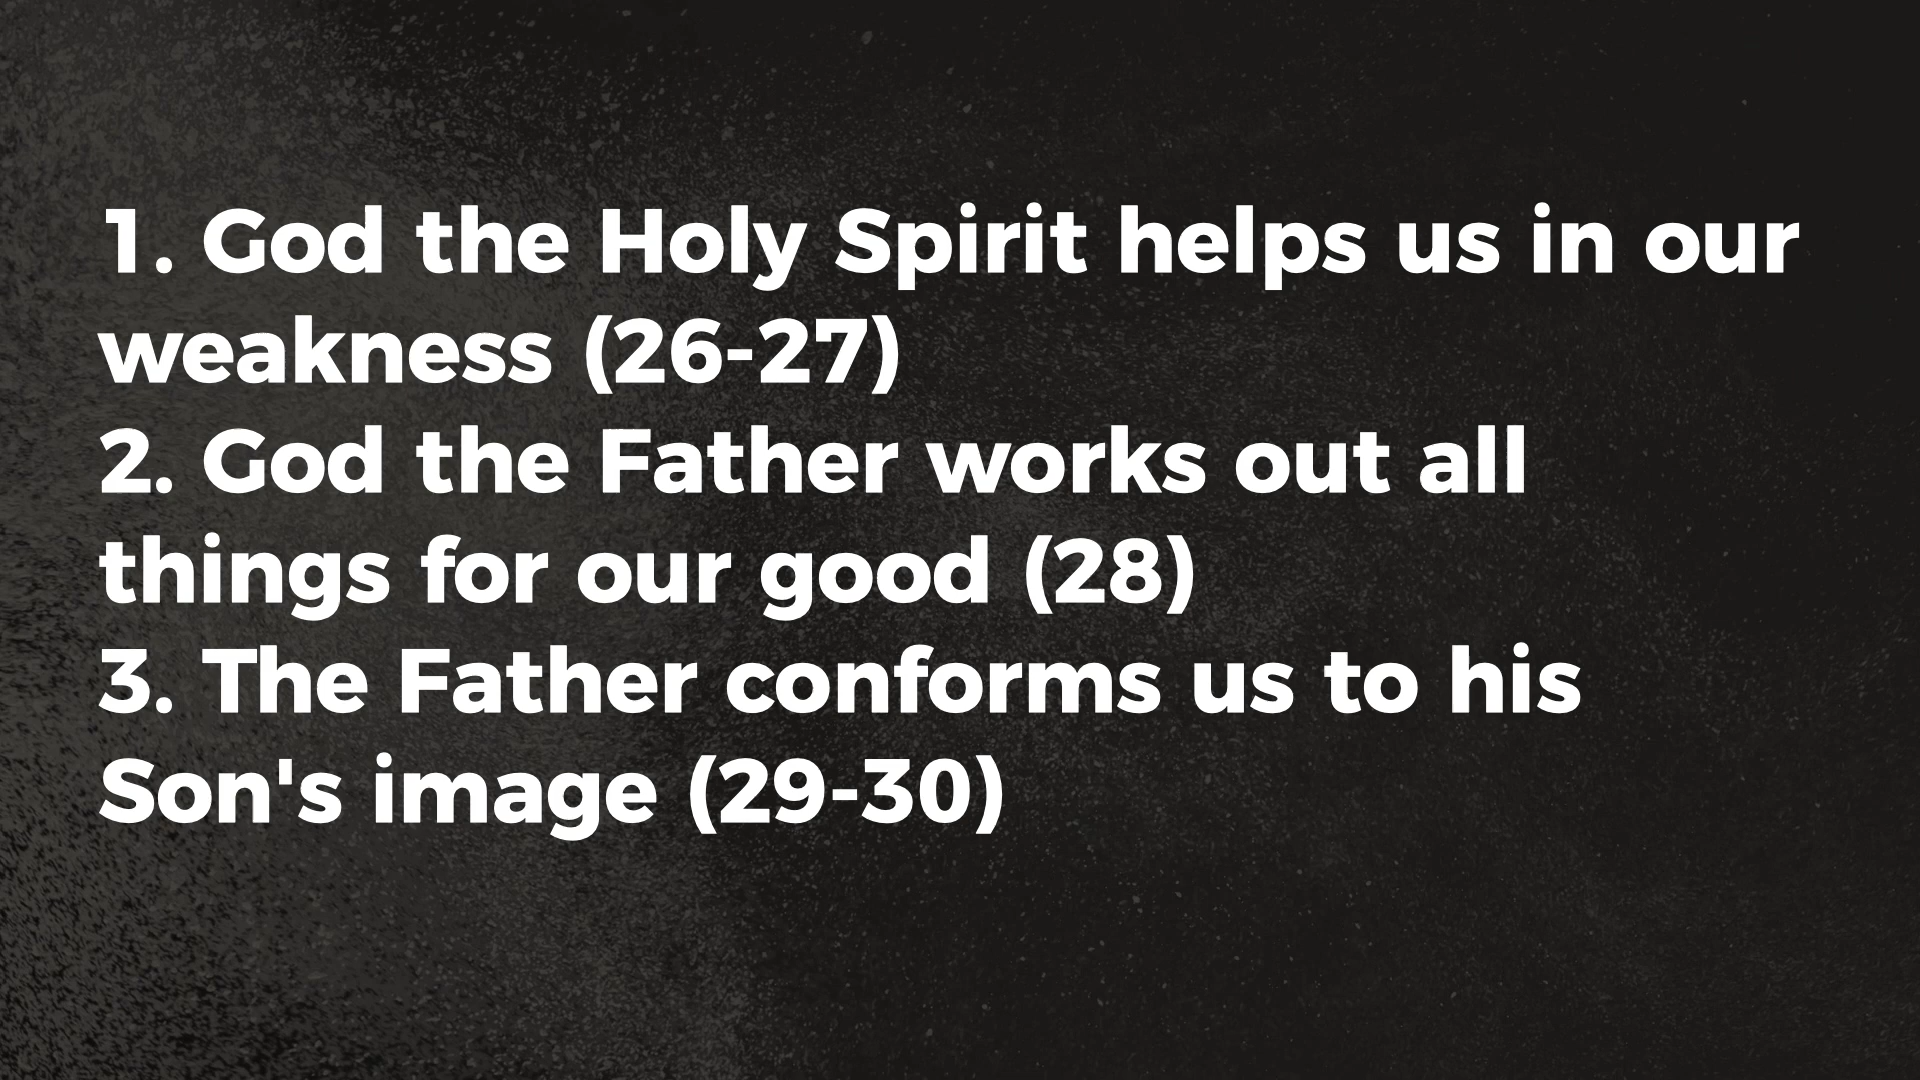 1. God the Holy Spirit helps us in our
weakness (26-27)
2. God the Father works out all
things for our good (28)
3. The Father conforms us to his
Son's image (29-30)